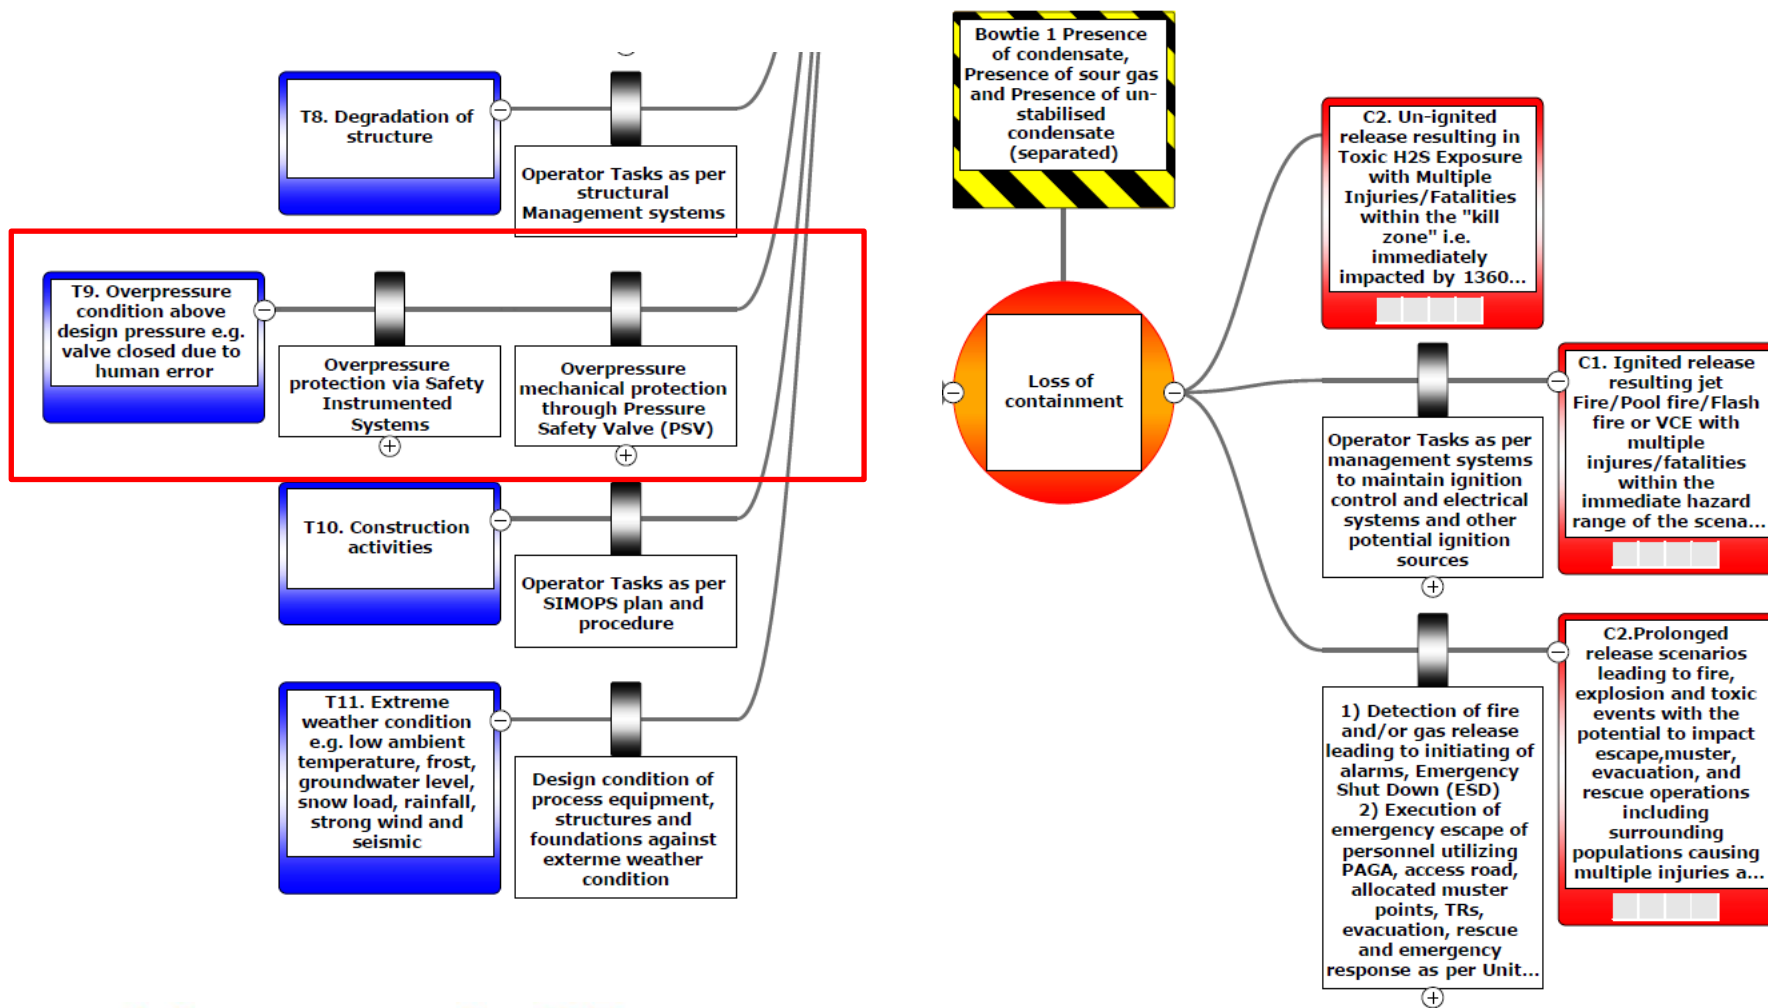 T8. Degradation of
structure
Operator Tasks as per
structural
Management systems
T9. Overpressure
condition above
design pressure e.g.
valve closed due to
human error
Overpressure
protection via Safety
Instrumented
Systems
Overpressure
mechanical protection
through Pressure
Safety Valve (PSV)
T10. Construction
activities
Operator Tasks as per
SIMOPS plan and
procedure
T11. Extreme
weather condition
e.g. low ambient
temperature, frost,
groundwater level,
snow load, rainfall,
strong wind and
seismic
Design condition of
process equipment,
structures and
foundations against
exterme weather
condition
Bowtie 1 Presence
of condensate,
Presence of sour gas
and Presence of un-
stabilised
condensate
(separated)
Loss of
containment
C2. Un-ignited
release resulting in
Toxic H2S Exposure
with Multiple
Injuries/Fatalities
within the "kill
zone" i.e.
immediately
impacted by 1360...
Operator Tasks as per
management systems
to maintain ignition
control and electrical
systems and other
potential ignition
sources
C1. Ignited release
resulting jet
Fire/Pool fire/Flash
fire or VCE with
multiple
injures/fatalities
within the
immediate hazard
range of the scena...
1) Detection of fire
and/or gas release
leading to initiating of
alarms, Emergency
Shut Down (ESD)
2) Execution of
emergency escape of
personnel utilizing
PAGA, access road,
allocated muster
points, TRs,
evacuation, rescue
and emergency
response as per Unit...
C2.Prolonged
release scenarios
leading to fire,
explosion and toxic
events with the
potential to impact
escape,muster,
evacuation, and
rescue operations
including
surrounding
populations causing
multiple injuries a...